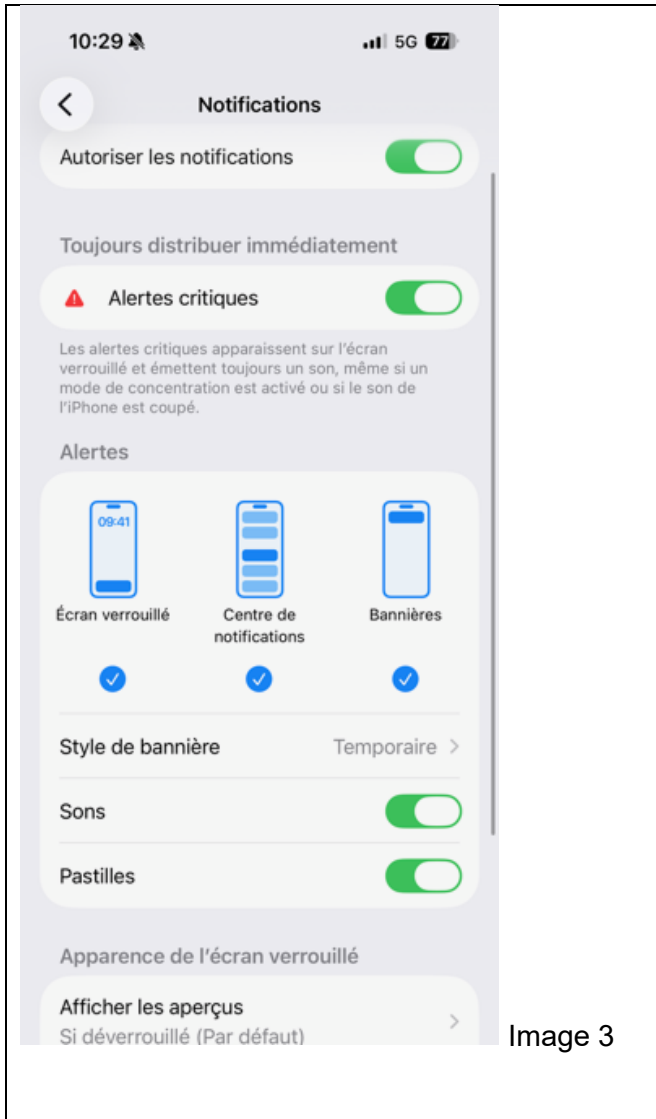 10:29 5G 77
Notifications
Autoriser les notifications
Toujours distribuer immédiatement
Alertes critiques
Les alertes critiques apparaissent sur l'écran
verrouillé et émettent toujours un son, même si un
mode de concentration est activé ou si le son de
l'iPhone est coupé.
Alertes
09:41
Écran verrouillé
Centre de
notifications
Bannières
Style de bannière Temporaire
Sons
Pastilles
Apparence de l'écran verrouillé
Afficher les aperçus
Si déverrouillé (Par défaut)
Image 3